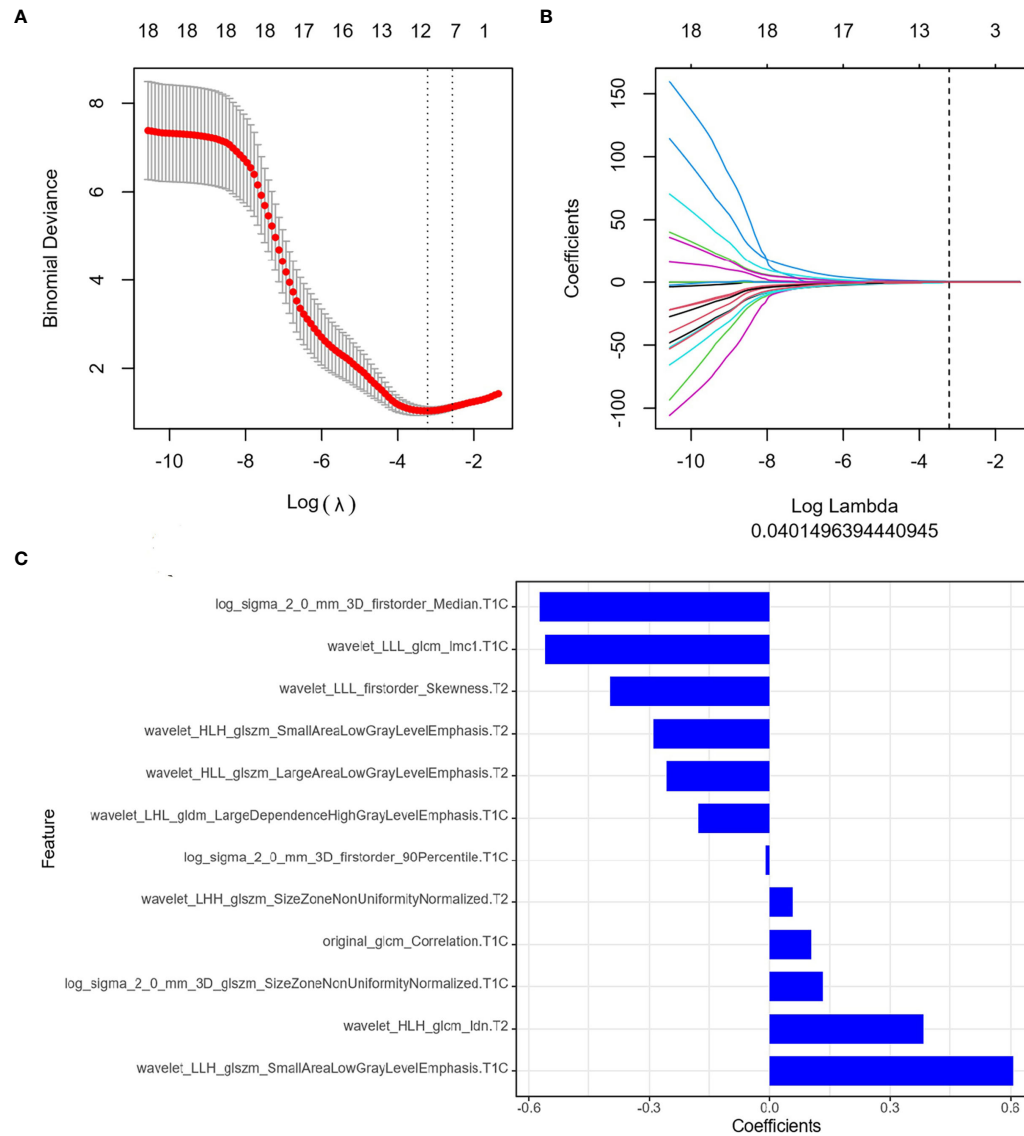 A
18 18 18 18 17 16 13 12 7 1
8
6
4
2
Binomial Deviance
-10 -8 -6 -4 -2
Log (λ)
B
18 18 17 13 3
150
100
50
0
-50
-100
Coefficients
-10 -8 -6 -4 -2
Log Lambda
0.0401496394440945
C
Feature
log_sigma_2_0_mm_3D_firstorder_Median.T1C
wavelet_LLL_glcm_Imc1.T1C
wavelet_LLL_firstorder_Skewness.T2
wavelet_HLH_glszm_SmallAreaLowGrayLevelEmphasis.T2
wavelet_HLL_glszm_LargeAreaLowGrayLevelEmphasis.T2
wavelet_LHL_gldm_LargeDependenceHighGrayLevelEmphasis.T1C
log_sigma_2_0_mm_3D_firstorder_90Percentile.T1C
wavelet_LHH_glszm_SizeZoneNonUniformityNormalized.T2
original_glcm_Correlation.T1C
log_sigma_2_0_mm_3D_glszm_SizeZoneNonUniformityNormalized.T1C
wavelet_HLH_glcm_Idn.T2
wavelet_LLH_glszm_SmallAreaLowGrayLevelEmphasis.T1C
-0.6 -0.3 0.0 0.3 0.6
Coefficients